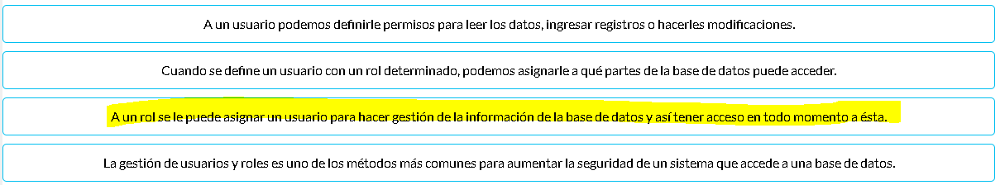 A un usuario podemos definirle permisos para leer los datos, ingresar registros o hacerles modificaciones.
Cuando se define un usuario con un rol determinado, podemos asignarle a qué partes de la base de datos puede acceder.
A un rol se le puede asignar un usuario para hacer gestión de la información de la base de datos y así tener acceso en todo momento a ésta.
La gestión de usuarios y roles es uno de los métodos más comunes para aumentar la seguridad de un sistema que accede a una base de datos.